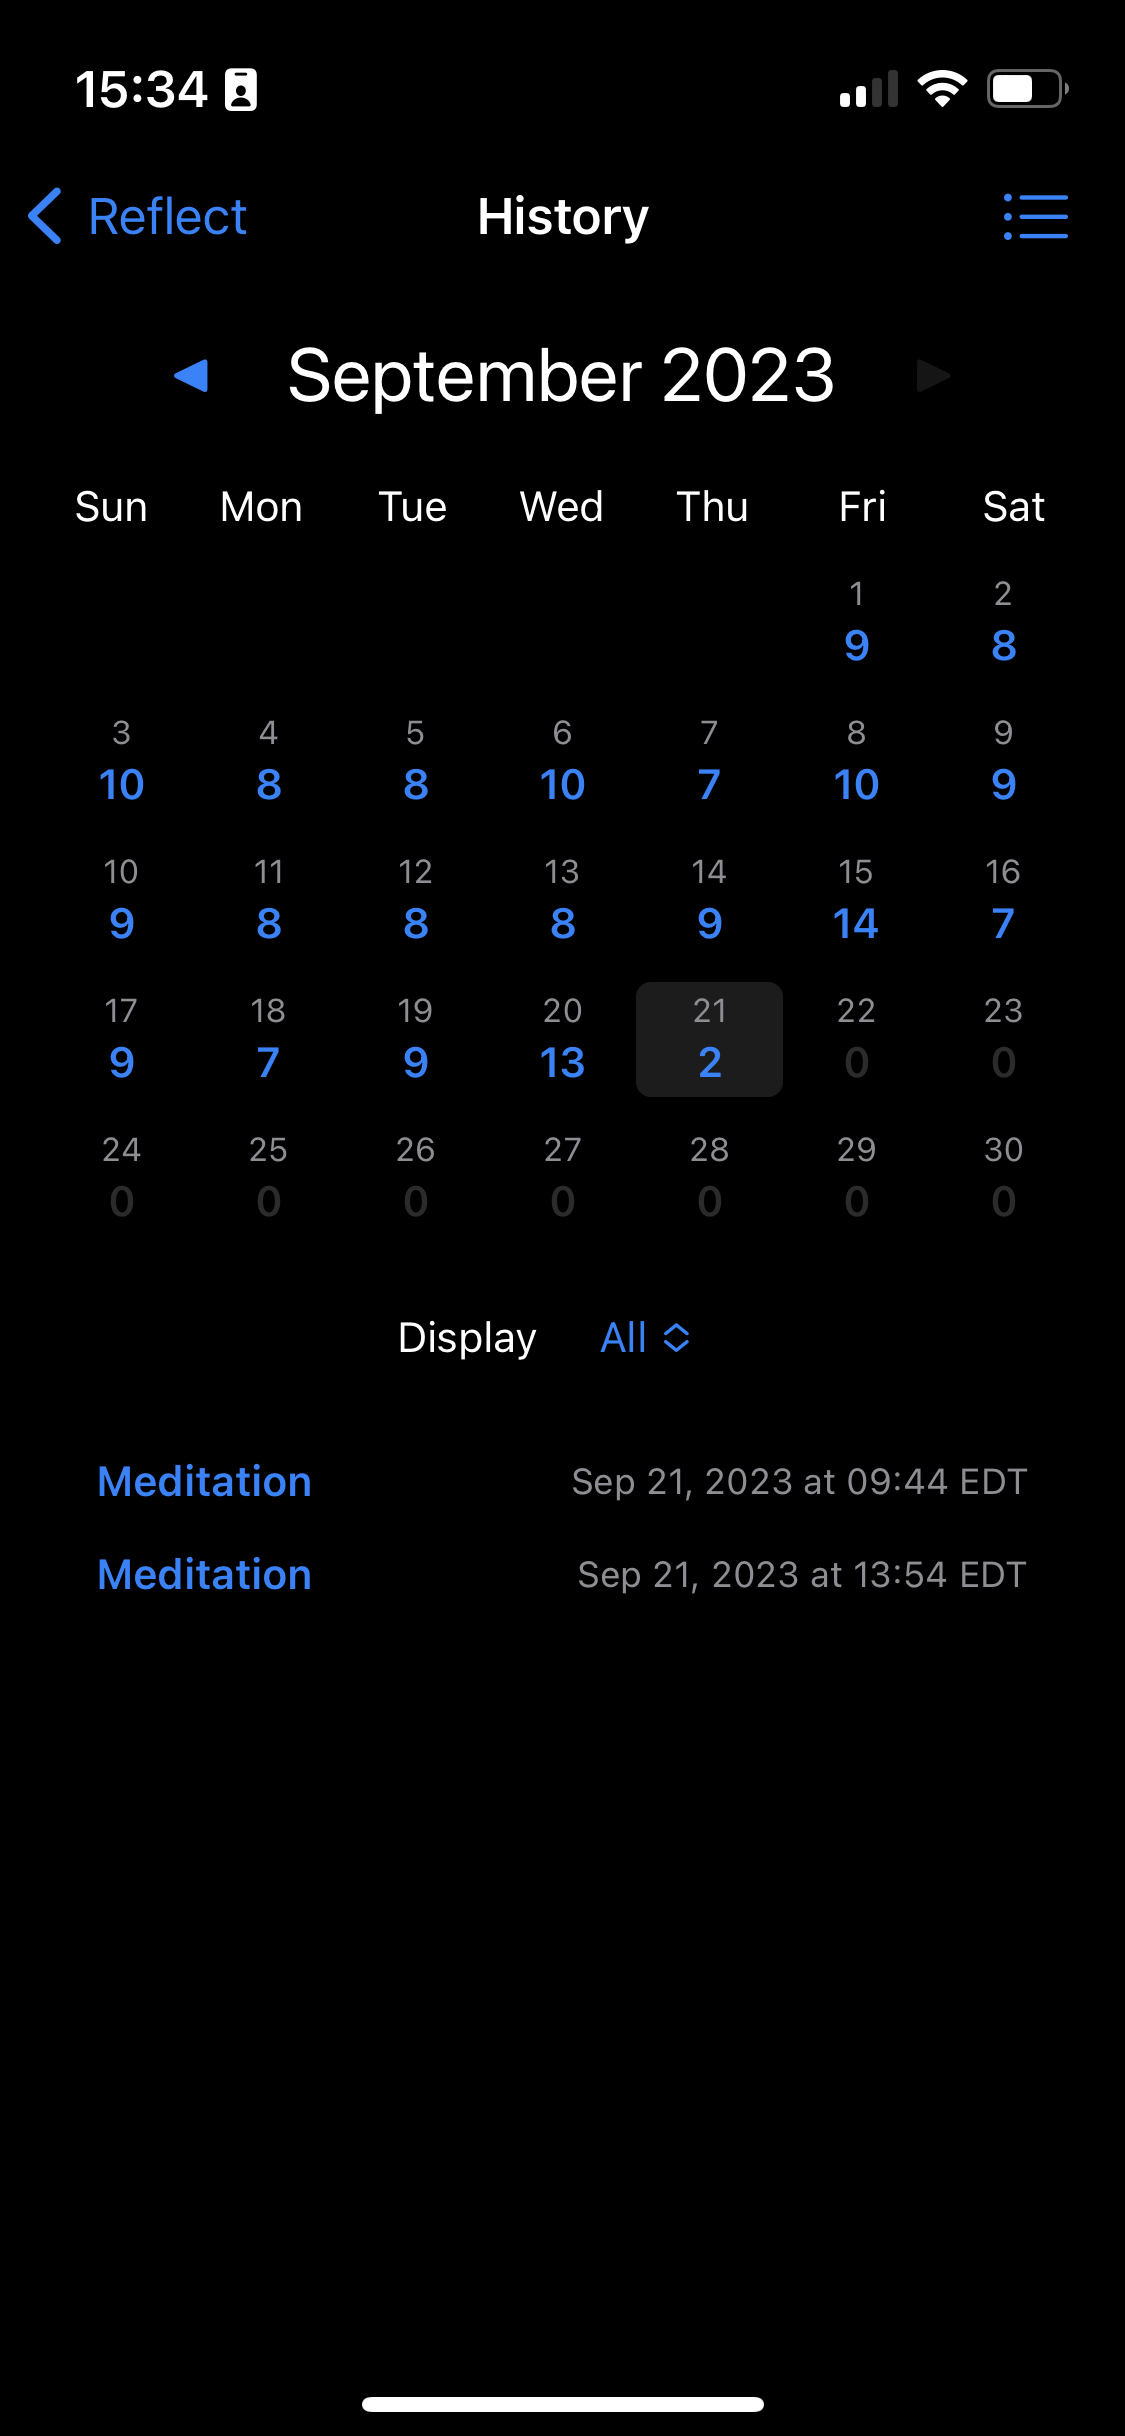 15:34
Reflect History
September 2023
Sun Mon Tue Wed Thu Fri Sat
1 2
9 8
3 4 5 6 7 8 9
10 8 8 10 7 10 9
10 11 12 13 14 15 16
9 8 8 8 9 14 7
17 18 19 20 21 22 23
9 7 9 13 2 0 0
24 25 26 27 28 29 30
0 0 0 0 0 0 0
Display All
Meditation Sep 21, 2023 at 09:44 EDT
Meditation Sep 21, 2023 at 13:54 EDT